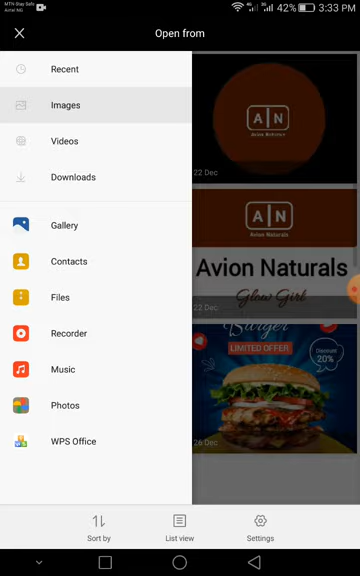 MTN-Stay Safe
Airtel NG
4G
3G
42%
3:33 PM
Open from
Recent
Images
Videos
Downloads
Gallery
Contacts
Files
Recorder
Music
Photos
WPS Office
A|N
22 Dec
A|N
Avion Naturals
Avion Naturals
Glow Girl
22 Dec
Burger
LIMITED OFFER
Discount
20%
26 Dec
Sort by
List view
Settings